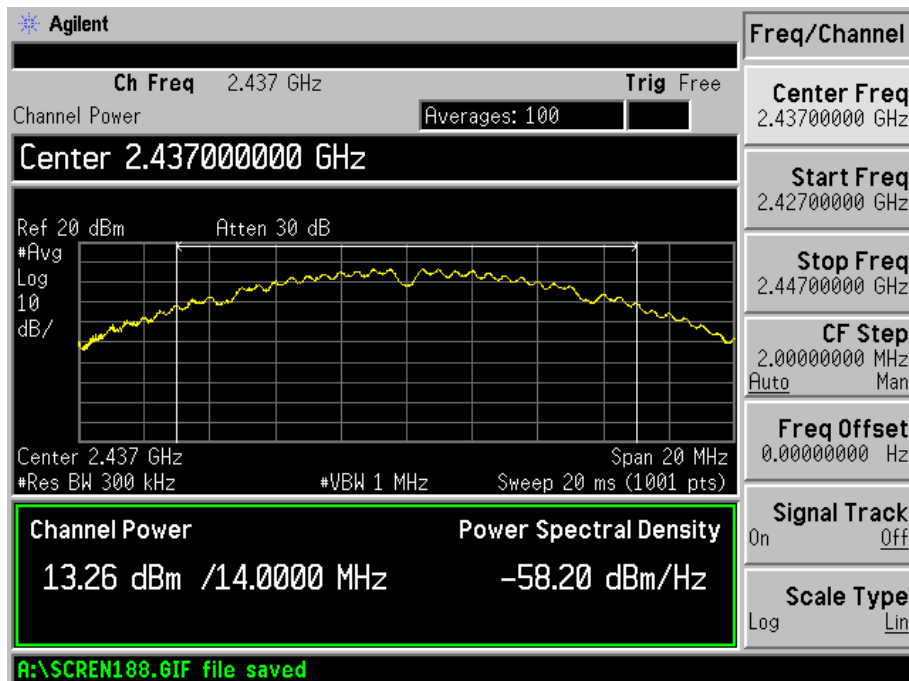 Agilent
Freq/Channel
Ch Freq 2.437 GHz Trig Free
Channel Power Averages: 100
Center 2.437000000 GHz
Ref 20 dBm Atten 30 dB
#Avg
Log
10
dB/
Center 2.437 GHz Span 20 MHz
#Res BW 300 kHz #VBW 1 MHz Sweep 20 ms (1001 pts)
Channel Power Power Spectral Density
13.26 dBm /14.0000 MHz -58.20 dBm/Hz
A:\SCREN188.GIF file saved
Center Freq
2.43700000 GHz
Start Freq
2.42700000 GHz
Stop Freq
2.44700000 GHz
CF Step
2.00000000 MHz
Auto Man
Freq Offset
0.00000000 Hz
Signal Track
On Off
Scale Type
Log Lin